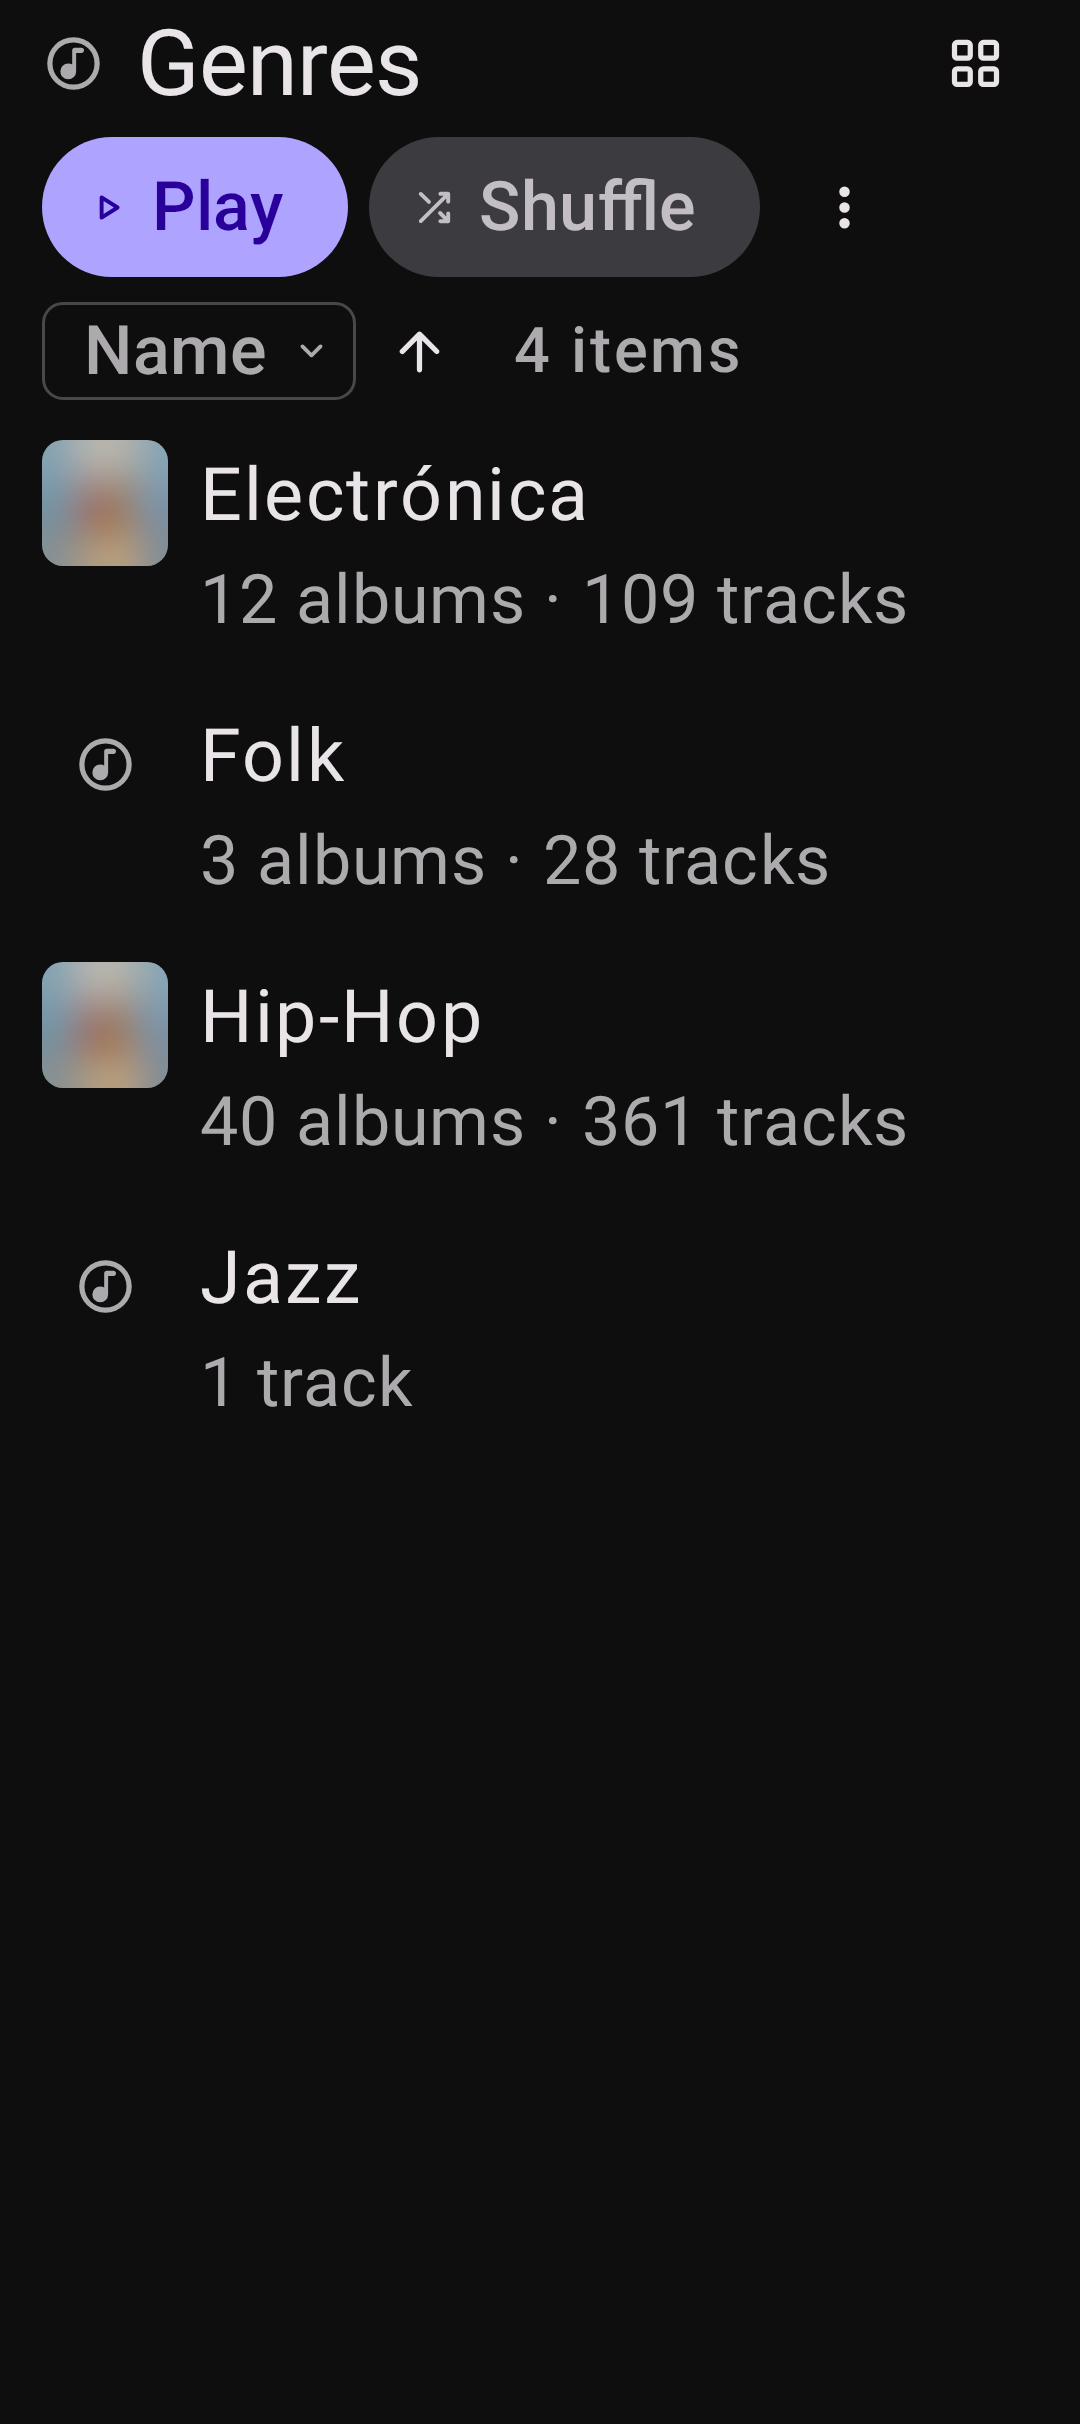 Genres
Play
Shuffle
Name
4 items
Electrónica
12 albums · 109 tracks
Folk
3 albums · 28 tracks
Hip-Hop
40 albums · 361 tracks
Jazz
1 track